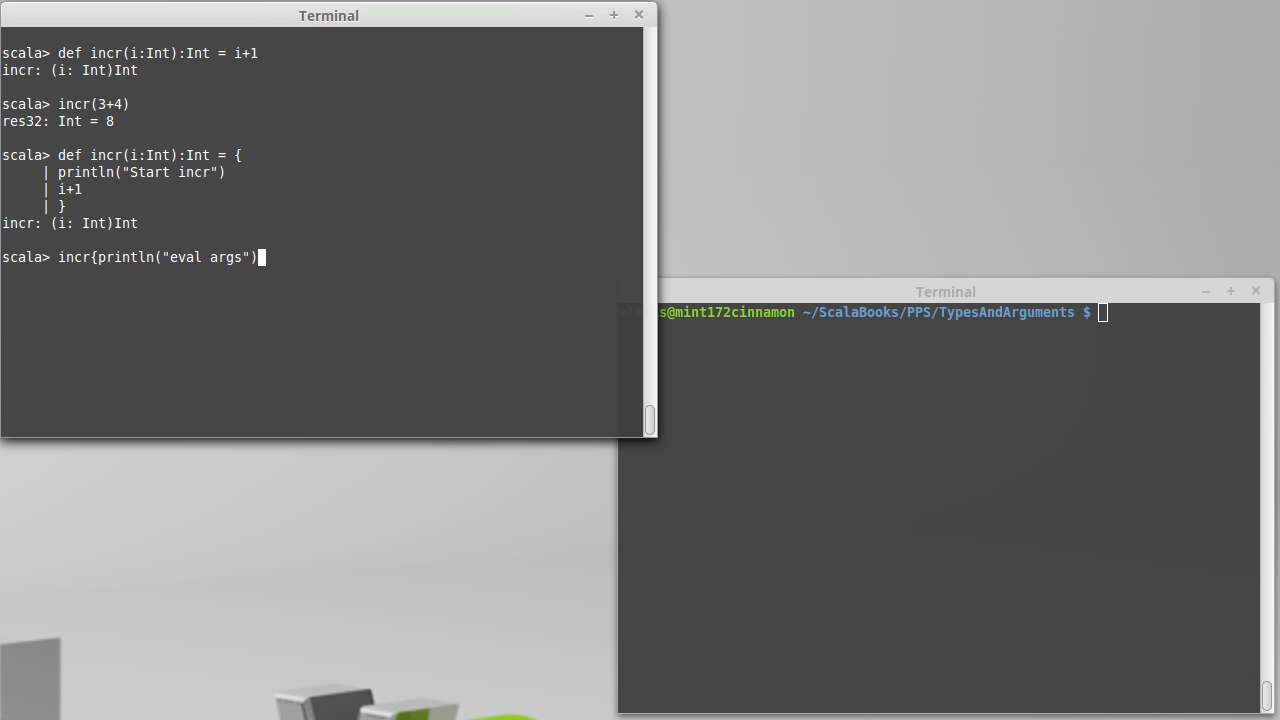 Terminal
scala> def incr(i:Int):Int = i+1
incr: (i: Int)Int
scala> incr(3+4)
res32: Int = 8
scala> def incr(i:Int):Int = {
| println("Start incr")
| i+1
| }
incr: (i: Int)Int
scala> incr{println("eval args")
Terminal
s@mint172cinnamon ~/ScalaBooks/PPS/TypesAndArguments $